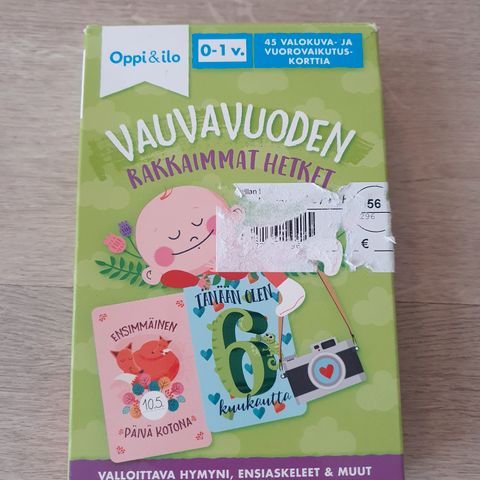 Oppi&ilo
0-1 v.
45 VALOKUVA- JA
VUOROVAIKUTUS-
KORTTIA
VAUVAVUODEN
RAKKAIMMAT HETKET
56
€
TÄNÄÄN OLEN
6
kuukautta
ENSIMMÄINEN
10.5.
PÄIVÄ KOTONA
VALLOITTAVA HYMYNI, ENSIASKELEET & MUUT